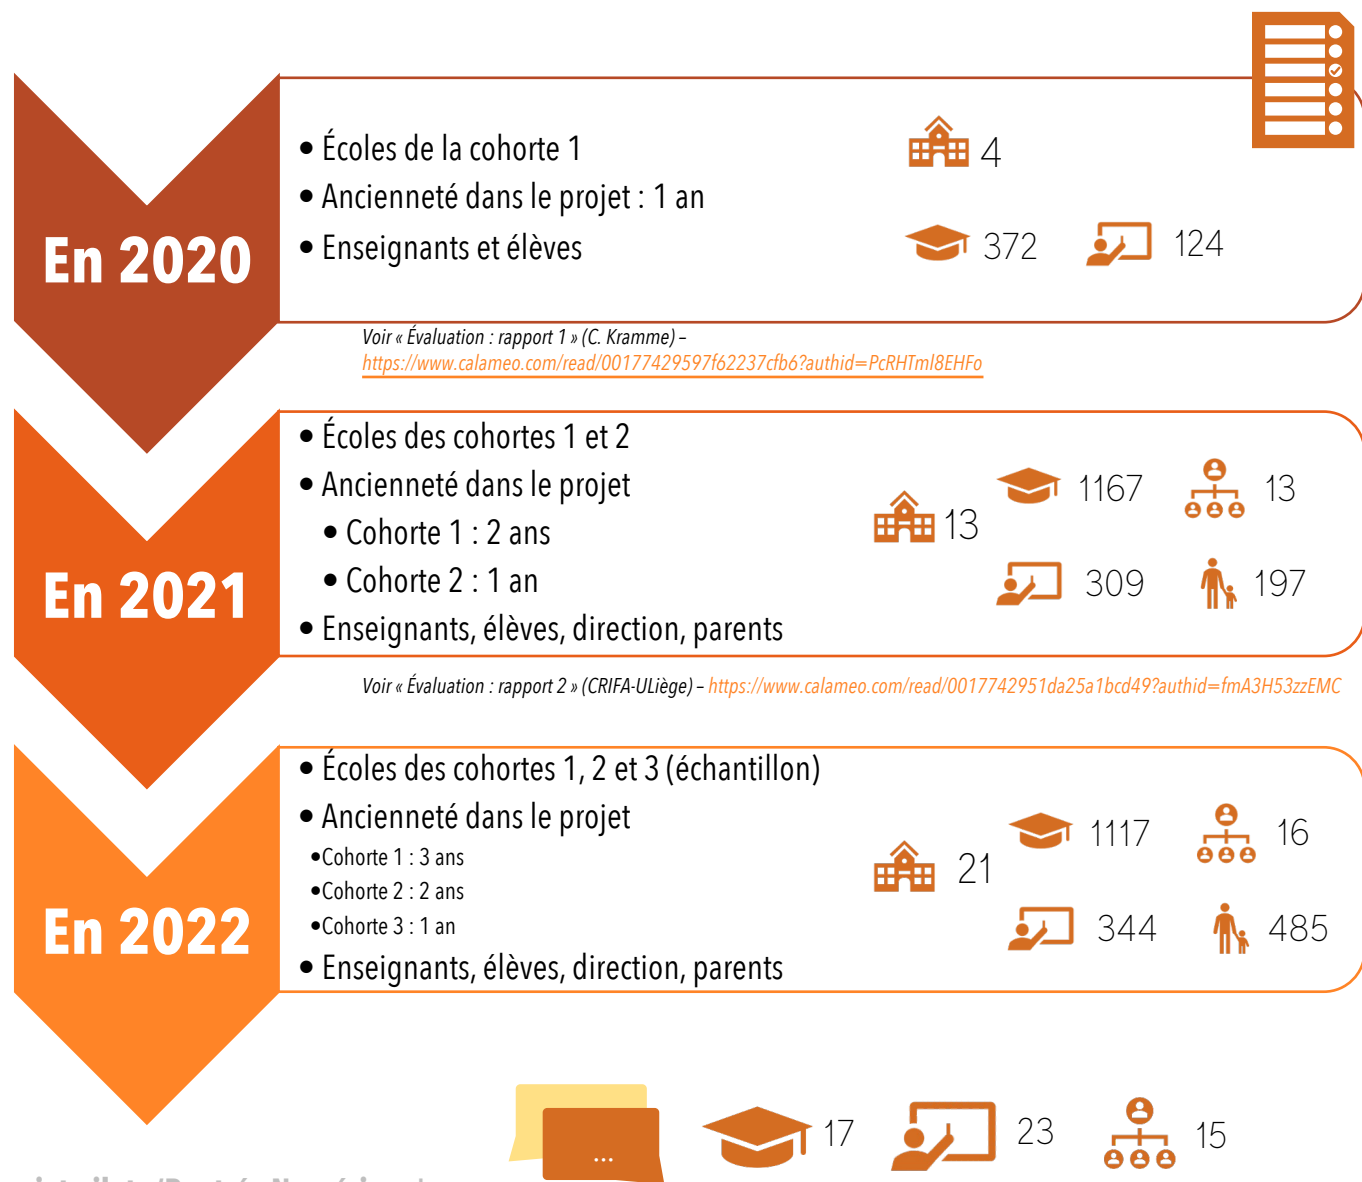 En 2020
• Écoles de la cohorte 1
• Ancienneté dans le projet : 1 an
• Enseignants et élèves
4
372
124
Voir « Évaluation : rapport 1 » (C. Kramme) –
https://www.calameo.com/read/00177429597f62237cfb6?authid=PcRHTml8EHFo
En 2021
• Écoles des cohortes 1 et 2
• Ancienneté dans le projet
• Cohorte 1 : 2 ans
• Cohorte 2 : 1 an
• Enseignants, élèves, direction, parents
13
1167
13
309
197
Voir « Évaluation : rapport 2 » (CRIFA-ULiège) – https://www.calameo.com/read/0017742951da25a1bcd49?authid=fmA3H53zzEMC
En 2022
• Écoles des cohortes 1, 2 et 3 (échantillon)
• Ancienneté dans le projet
•Cohorte 1 : 3 ans
•Cohorte 2 : 2 ans
•Cohorte 3 : 1 an
• Enseignants, élèves, direction, parents
21
1117
16
344
485
...
17
23
15